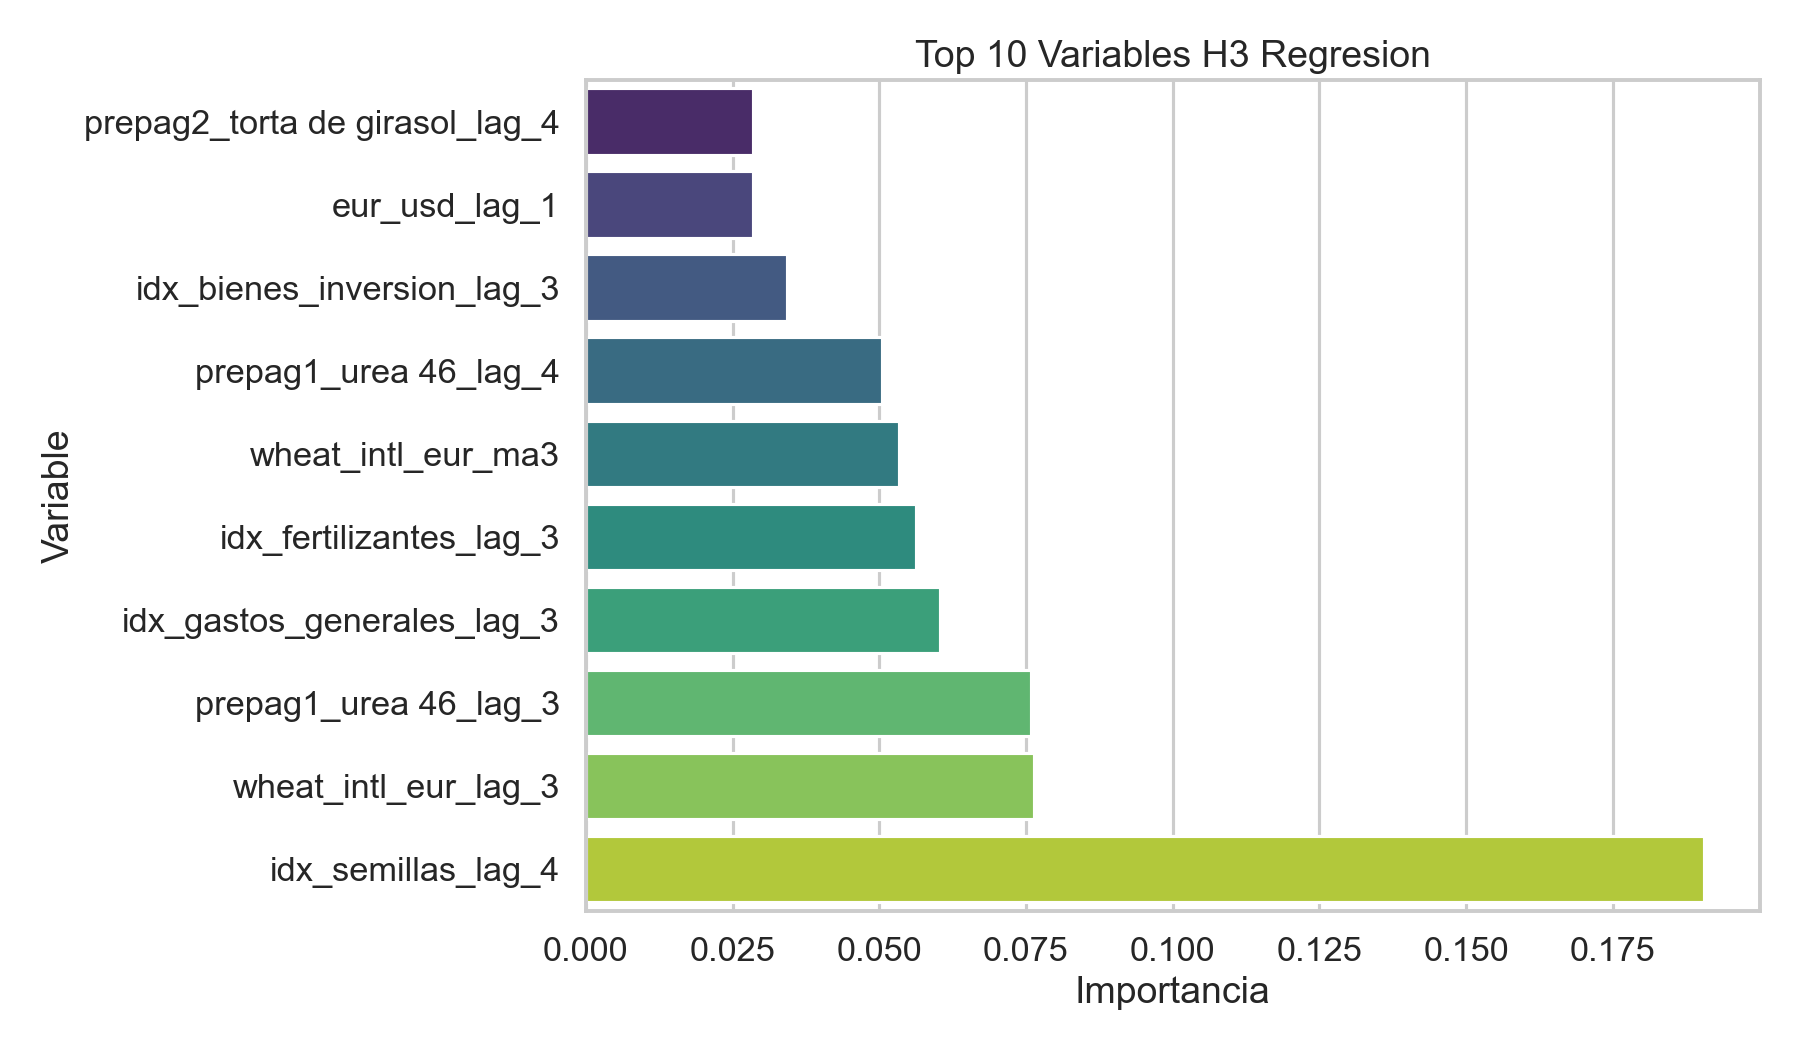 Top 10 Variables H3 Regresion
Variable
prepag2_torta de girasol_lag_4
eur_usd_lag_1
idx_bienes_inversion_lag_3
prepag1_urea 46_lag_4
wheat_intl_eur_ma3
idx_fertilizantes_lag_3
idx_gastos_generales_lag_3
prepag1_urea 46_lag_3
wheat_intl_eur_lag_3
idx_semillas_lag_4
0.000 0.025 0.050 0.075 0.100 0.125 0.150 0.175
Importancia